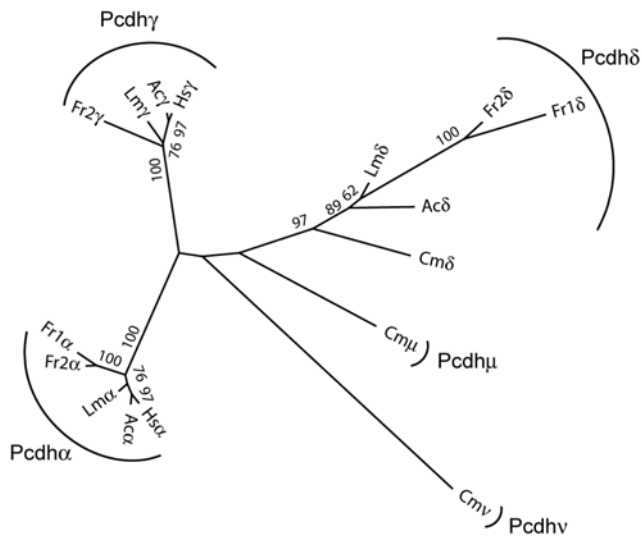 Pcdhγ
Pcdhδ
Fr2γ
Lmγ
Acγ
Hsγ
76
97
100
Fr2δ
Fr1δ
100
Lmδ
62
89
Acδ
97
Cmδ
Cmμ
Pcdhμ
Fr1α
Fr2α
100
100
76
97
Lmα
Acα
Hsα
Pcdhα
Cmν
Pcdhν